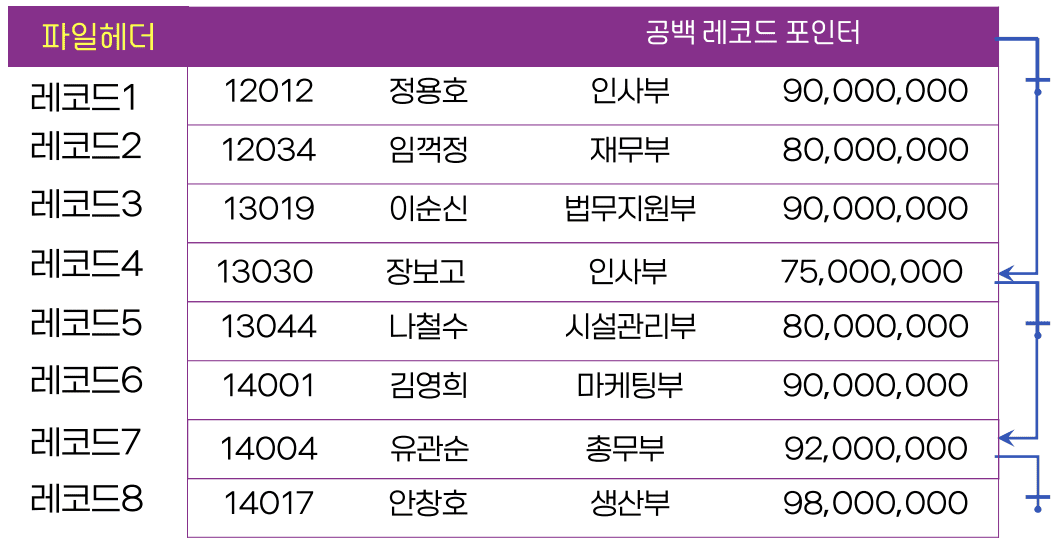 파일헤더 공백 레코드 포인터
레코드1 12012 정용호 인사부 90,000,000
레코드2 12034 임꺽정 재무부 80,000,000
레코드3 13019 이순신 법무지원부 90,000,000
레코드4 13030 장보고 인사부 75,000,000
레코드5 13044 나철수 시설관리부 80,000,000
레코드6 14001 김영희 마케팅부 90,000,000
레코드7 14004 유관순 총무부 92,000,000
레코드8 14017 안창호 생산부 98,000,000